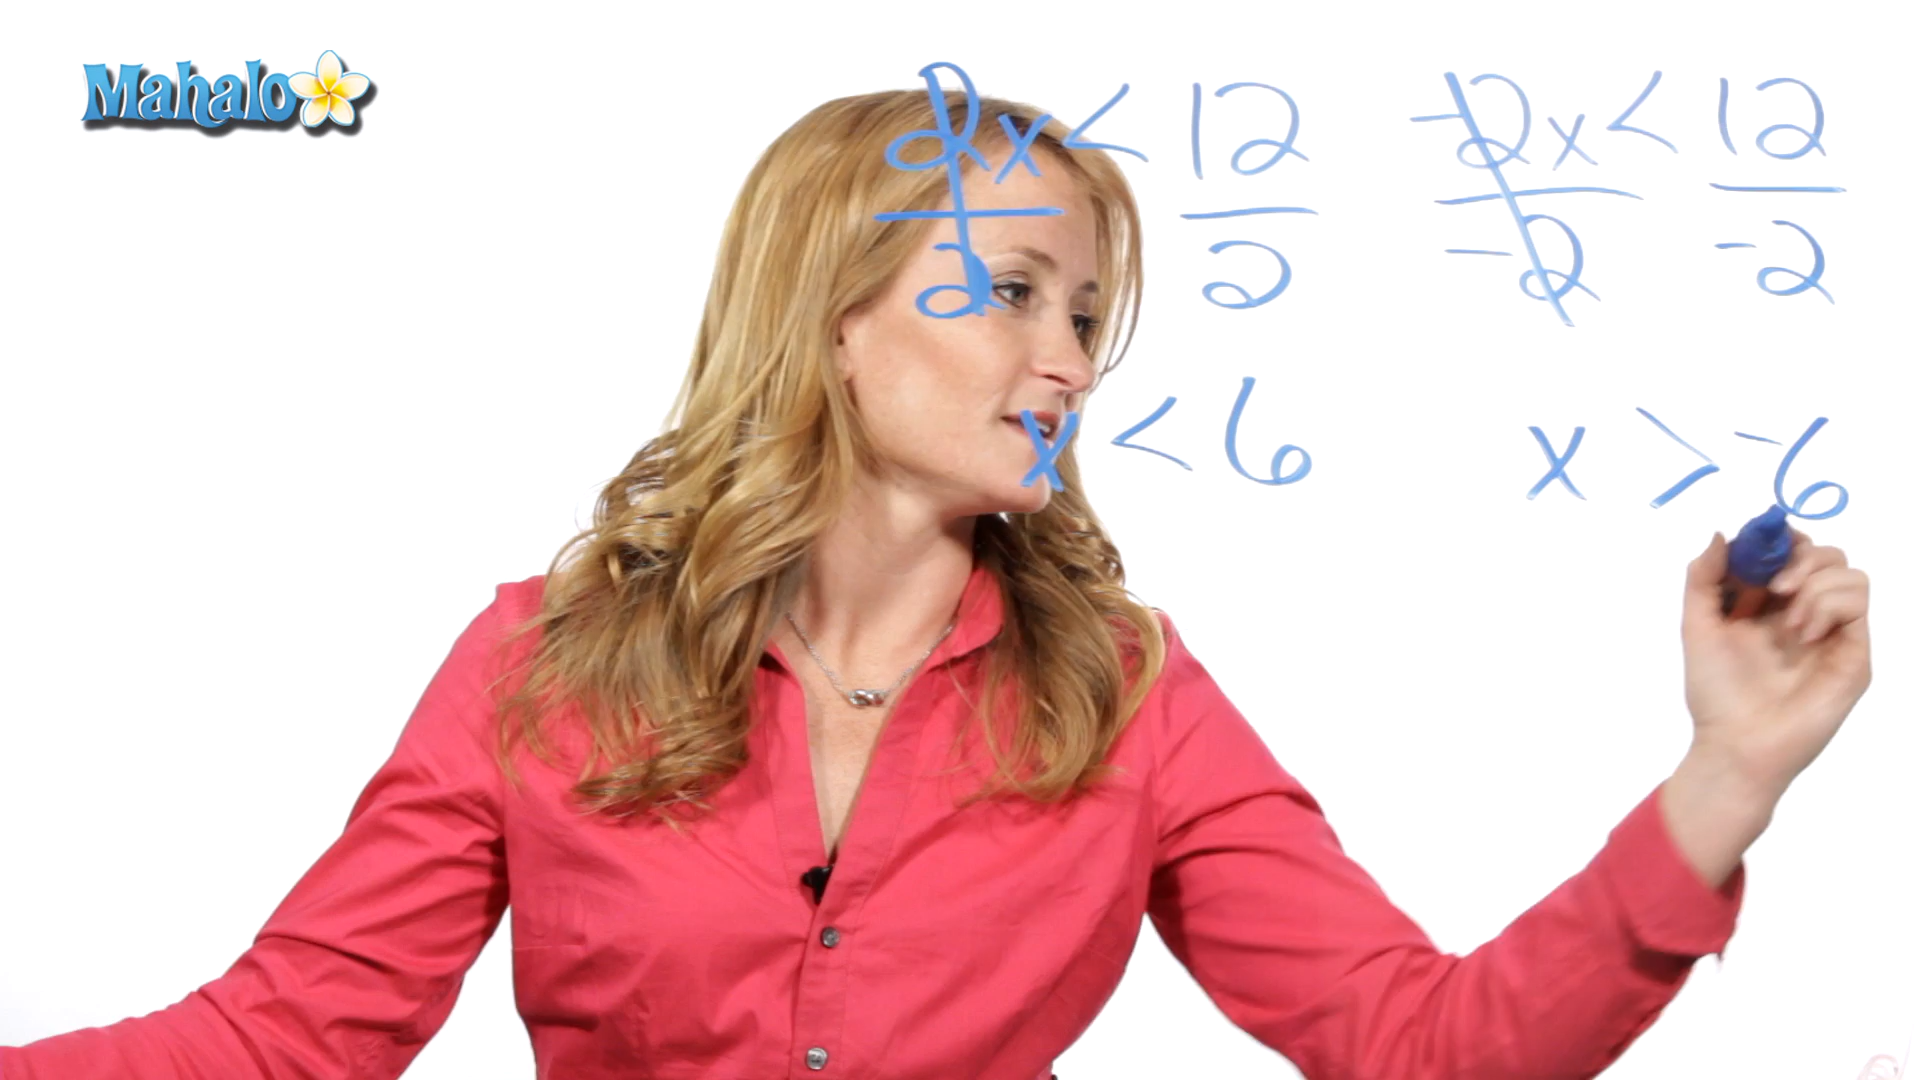 Mahalo
2x < 12 -2x < 12
2 2 -2 -2
x < 6 x > -6